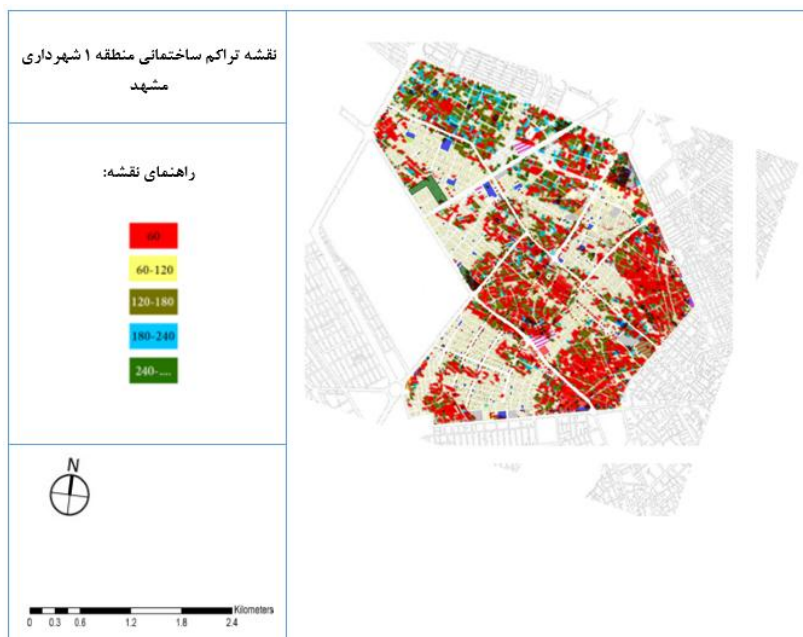 نقشه تراکم ساختمانی منطقه ۱ شهرداری
مشهد
راهنمای نقشه:
60
60-120
120-180
180-240
240-....
N
Kilometers
0 0.3 0.6 1.2 1.8 2.4